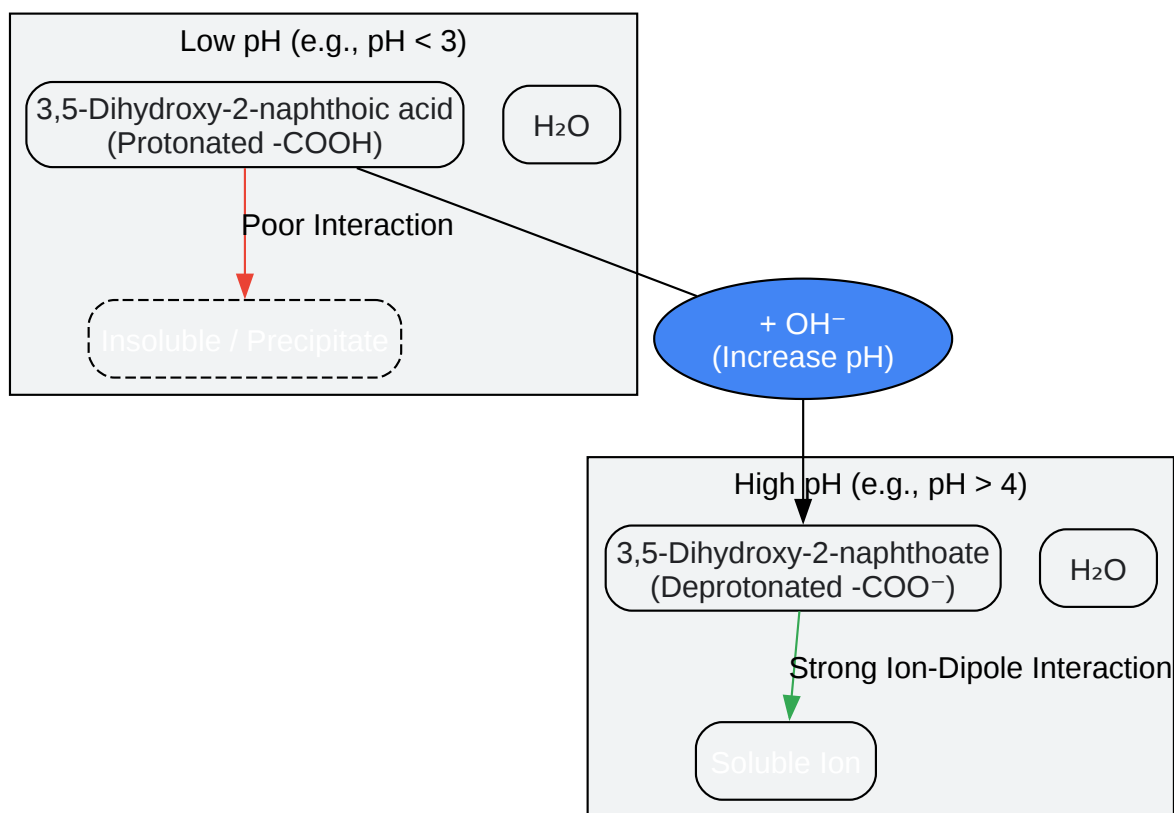 Low pH (e.g., pH < 3)
3,5-Dihydroxy-2-naphthoic acid
(Protonated -COOH)
H₂O
Poor Interaction
Insoluble / Precipitate
+ OH⁻
(Increase pH)
High pH (e.g., pH > 4)
3,5-Dihydroxy-2-naphthoate
(Deprotonated -COO⁻)
H₂O
Strong Ion-Dipole Interaction
Soluble Ion